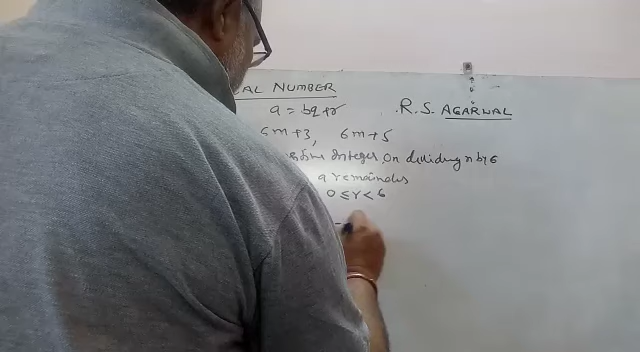 AL NUMBER
a = bq+r R.S. AGARWAL
6m+3, 6m+5
Integer, on dividing n by 6
a remainder
0 ≤ r < 6